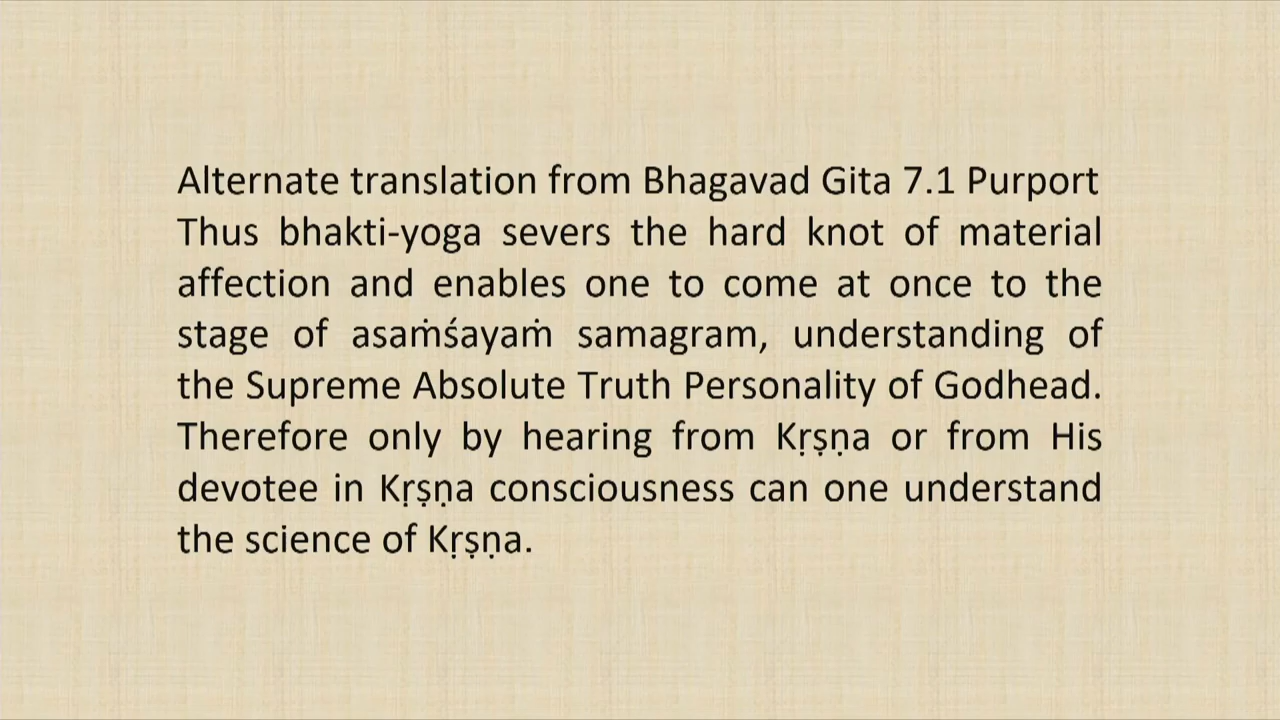 Alternate translation from Bhagavad Gita 7.1 Purport
Thus bhakti-yoga severs the hard knot of material
affection and enables one to come at once to the
stage of asaṁśayaṁ samagram, understanding of
the Supreme Absolute Truth Personality of Godhead.
Therefore only by hearing from Kṛṣṇa or from His
devotee in Kṛṣṇa consciousness can one understand
the science of Kṛṣṇa.